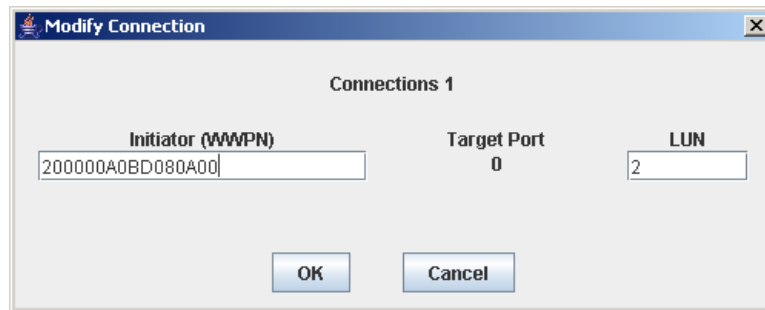 Modify Connection
Connections 1
Initiator (WWPN) Target Port LUN
200000A0BD080A00 0 2
OK Cancel